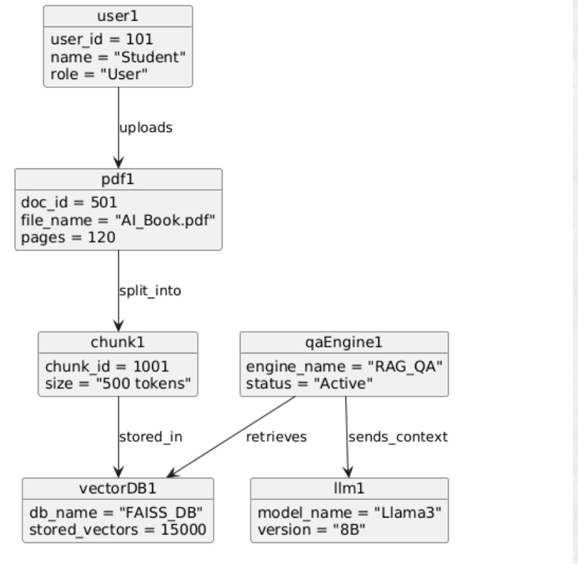 user1
user_id = 101
name = "Student"
role = "User"
uploads
pdf1
doc_id = 501
file_name = "AI_Book.pdf"
pages = 120
split_into
chunk1
chunk_id = 1001
size = "500 tokens"
qaEngine1
engine_name = "RAG_QA"
status = "Active"
stored_in
retrieves
sends_context
vectorDB1
db_name = "FAISS_DB"
stored_vectors = 15000
llm1
model_name = "Llama3"
version = "8B"